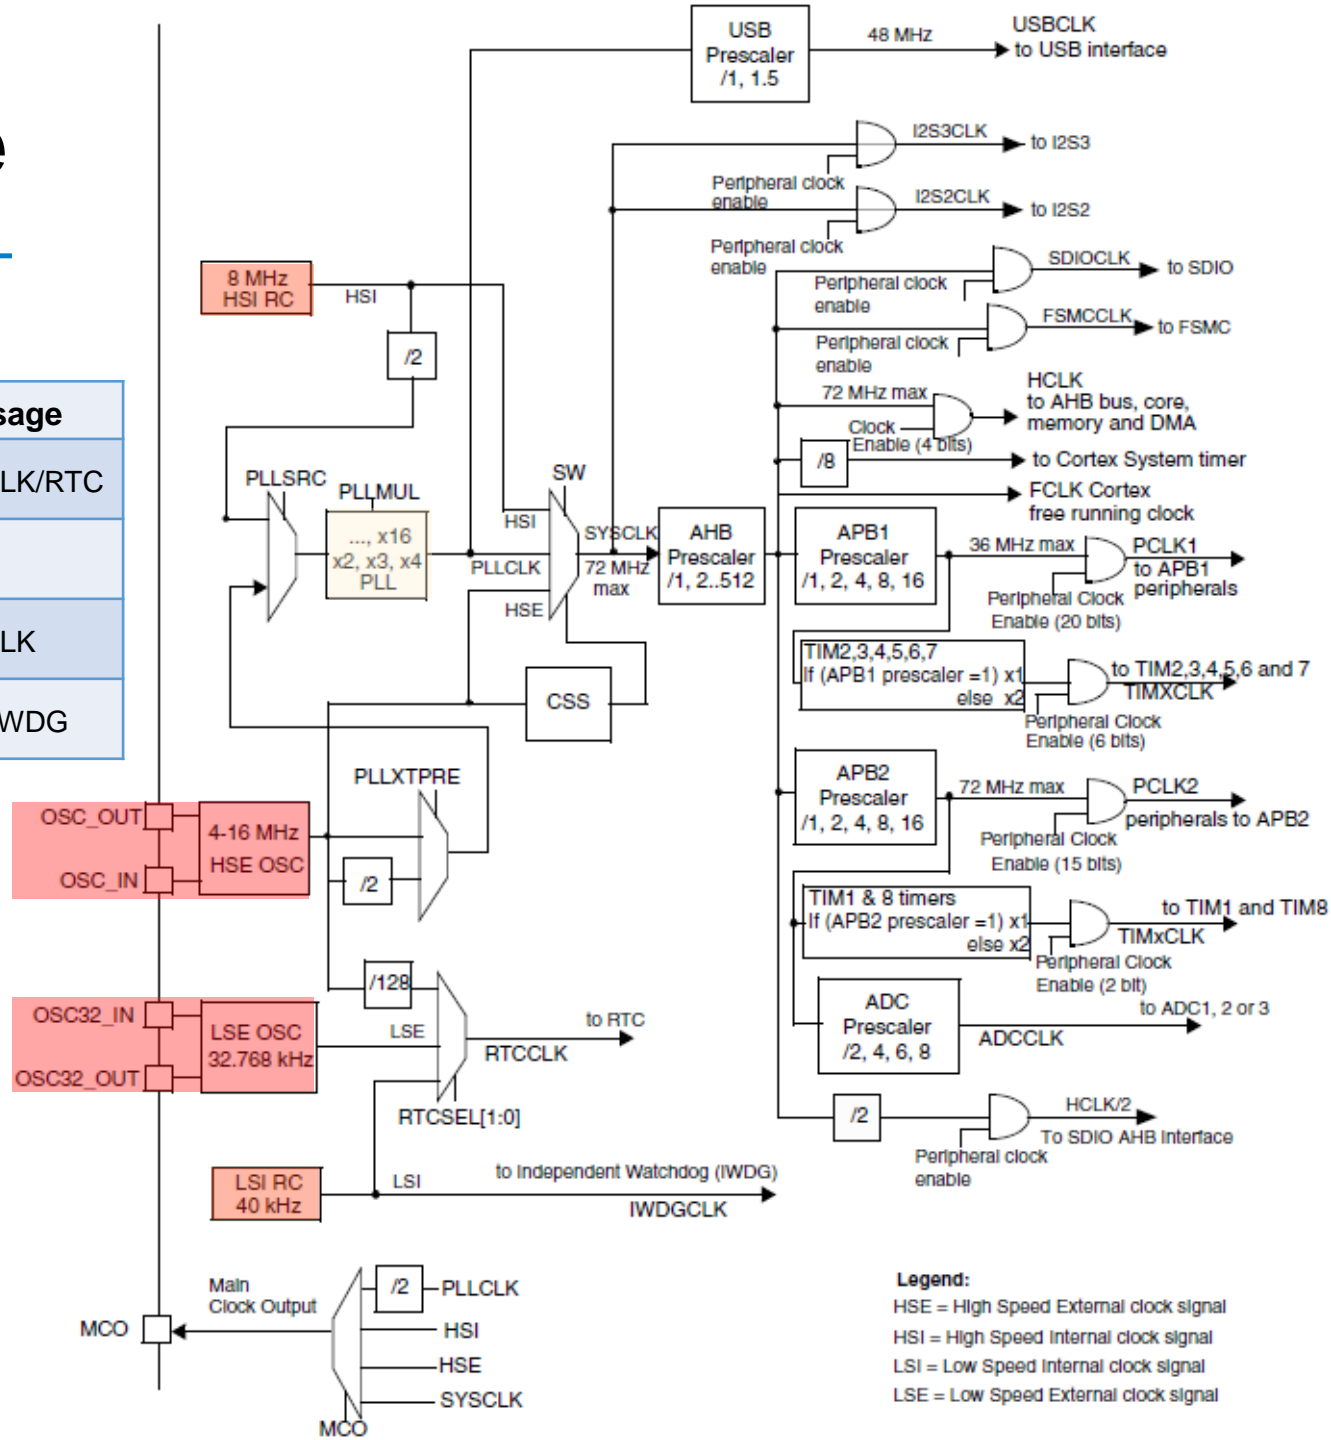 e
sage
LK/RTC
LK
WDG
USB
Prescaler
/1, 1.5
48 MHz
USBCLK
to USB interface
I2S3CLK
to I2S3
Peripheral clock
enable
I2S2CLK
to I2S2
Peripheral clock
enable
SDIOCLK
to SDIO
Peripheral clock
enable
FSMCCLK
to FSMC
Peripheral clock
enable
8 MHz
HSI RC
HSI
/2
72 MHz max
HCLK
to AHB bus, core,
memory and DMA
Clock
Enable (4 bits)
/8
to Cortex System timer
FCLK Cortex
free running clock
PLLSRC
PLLMUL
..., x16
x2, x3, x4
PLL
SW
HSI
PLLCLK
HSE
SYSCLK
72 MHz
max
AHB
Prescaler
/1, 2..512
APB1
Prescaler
/1, 2, 4, 8, 16
36 MHz max
PCLK1
to APB1
peripherals
Peripheral Clock
Enable (20 bits)
TIM2,3,4,5,6,7
If (APB1 prescaler =1) x1
else x2
to TIM2,3,4,5,6 and 7
TIMXCLK
Peripheral Clock
Enable (6 bits)
CSS
PLLXTPRE
OSC_OUT
OSC_IN
4-16 MHz
HSE OSC
/2
APB2
Prescaler
/1, 2, 4, 8, 16
72 MHz max
PCLK2
peripherals to APB2
Peripheral Clock
Enable (15 bits)
TIM1 & 8 timers
If (APB2 prescaler =1) x1
else x2
to TIM1 and TIM8
TIMxCLK
Peripheral Clock
Enable (2 bit)
/128
OSC32_IN
OSC32_OUT
LSE OSC
32.768 kHz
LSE
to RTC
RTCCLK
RTCSEL[1:0]
ADC
Prescaler
/2, 4, 6, 8
to ADC1, 2 or 3
ADCCLK
/2
HCLK/2
To SDIO AHB Interface
Peripheral clock
enable
LSI RC
40 kHz
LSI
to Independent Watchdog (IWDG)
IWDGCLK
Main
Clock Output
MCO
/2
PLLCLK
HSI
HSE
SYSCLK
MCO
Legend:
HSE = High Speed External clock signal
HSI = High Speed Internal clock signal
LSI = Low Speed Internal clock signal
LSE = Low Speed External clock signal